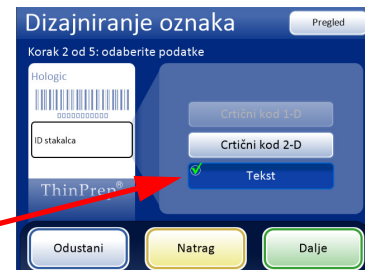 Dizajniranje oznaka
Pregled
Korak 2 od 5: odaberite podatke
Hologic
00000000000
ID stakalca
ThinPrep®
Crtični kod 1-D
Crtični kod 2-D
Tekst
Odustani
Natrag
Dalje